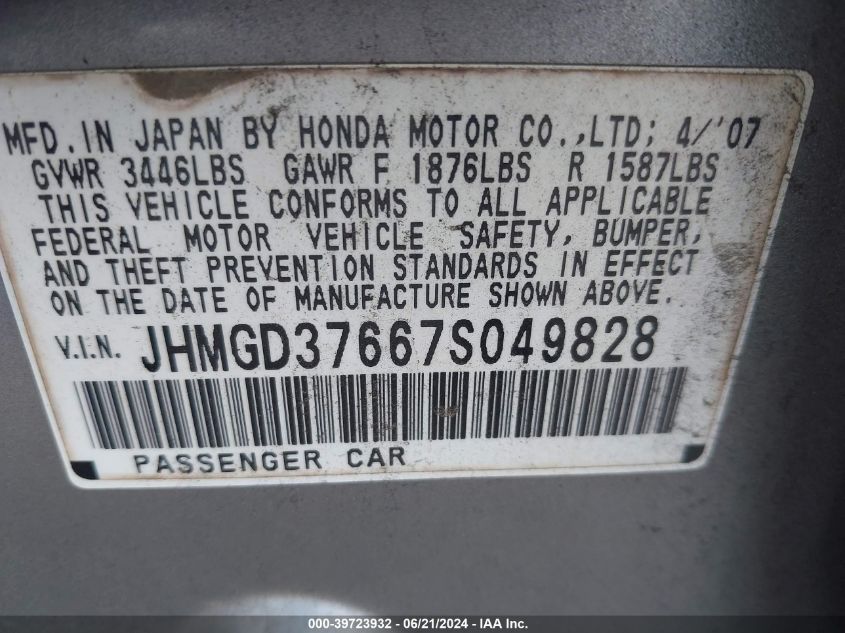 MFD. IN JAPAN BY HONDA MOTOR CO., LTD; 4/'07
GVWR 3446LBS GAWR F 1876LBS R 1587LBS
THIS VEHICLE CONFORMS TO ALL APPLICABLE
FEDERAL MOTOR VEHICLE SAFETY, BUMPER,
AND THEFT PREVENTION STANDARDS IN EFFECT
ON THE DATE OF MANUFACTURE SHOWN ABOVE.
V.I.N. JHMGD37667S049828
PASSENGER CAR
000-39723932 - 06/21/2024 - IAA Inc.